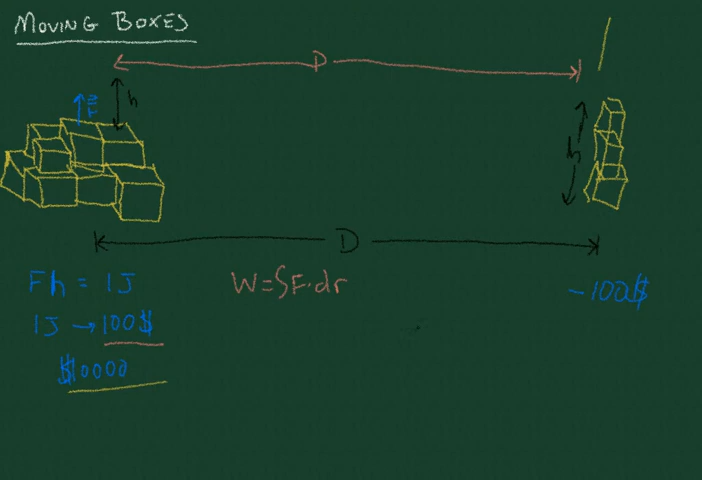 MOVING BOXES
D
h
F
h
D
Fh = 1J
W=∫F·dr
-100$
1J → 100$
$10000